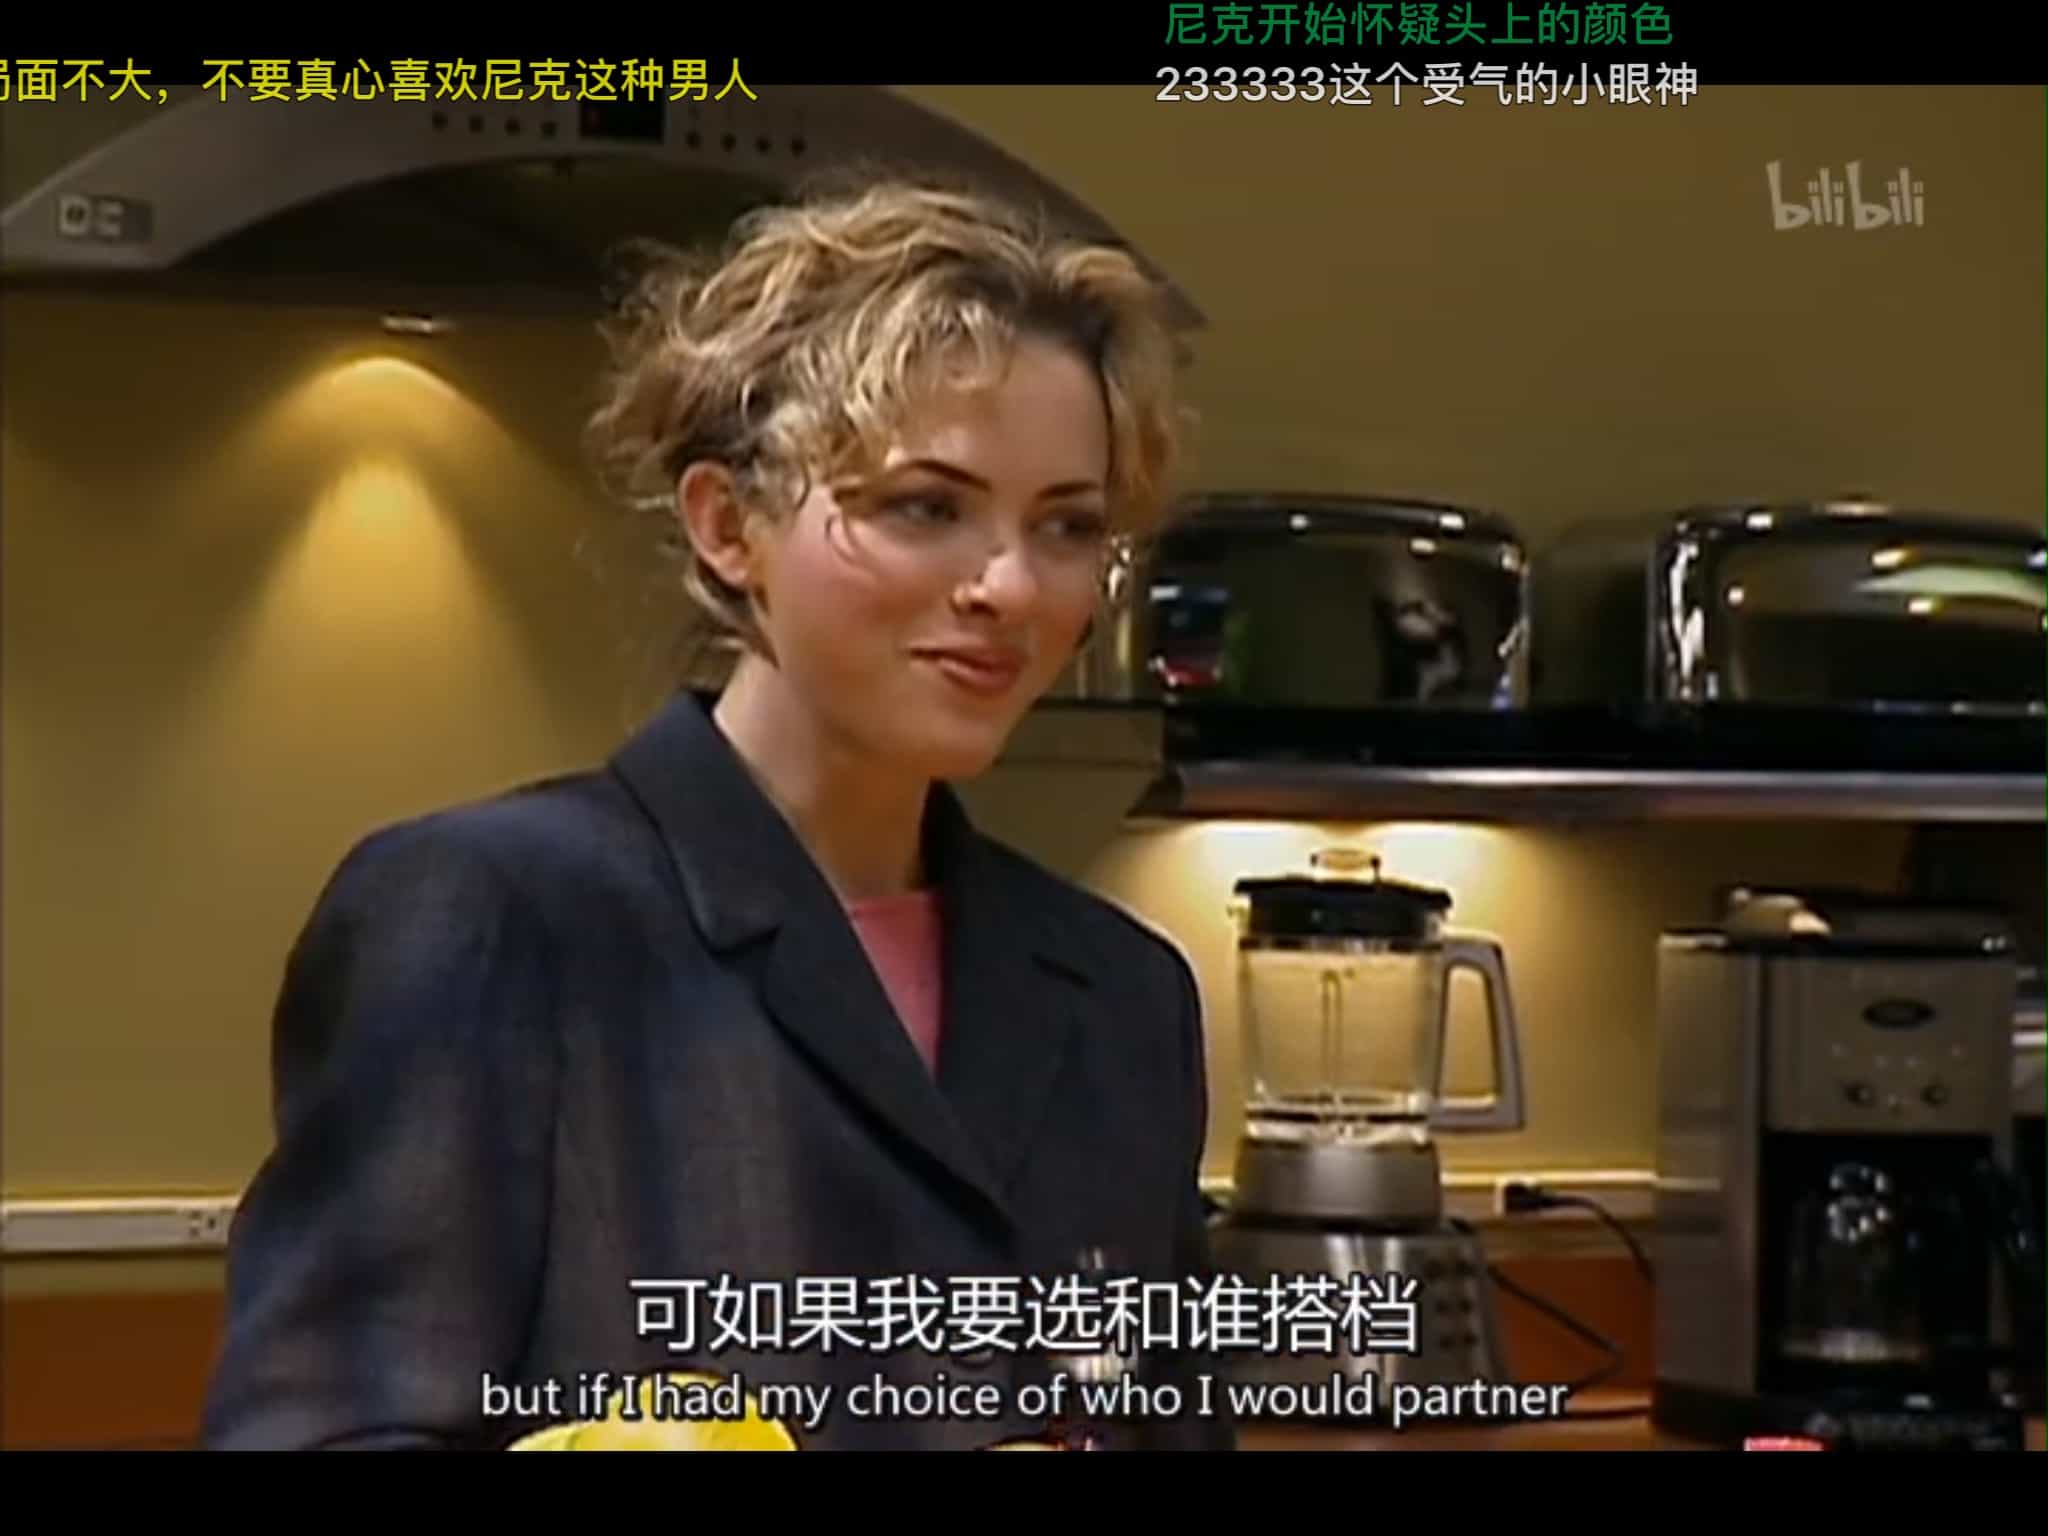 尼克开始怀疑头上的颜色
局面不大，不要真心喜欢尼克这种男人
233333这个受气的小眼神
bilibili
可如果我要选和谁搭档
but if I had my choice of who I would partner